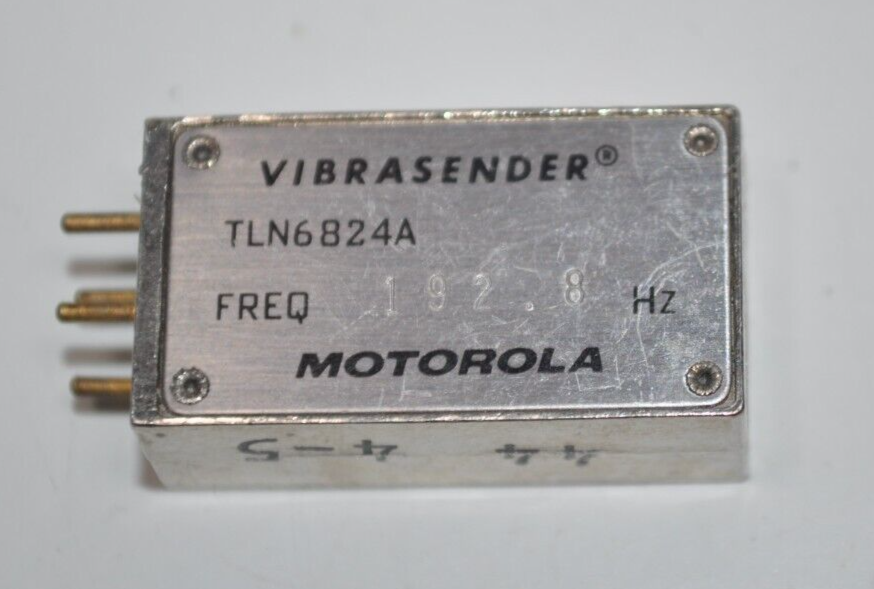 VIBRASENDER®
TLN6824A
FREQ 192.8 Hz
MOTOROLA
44 4-5